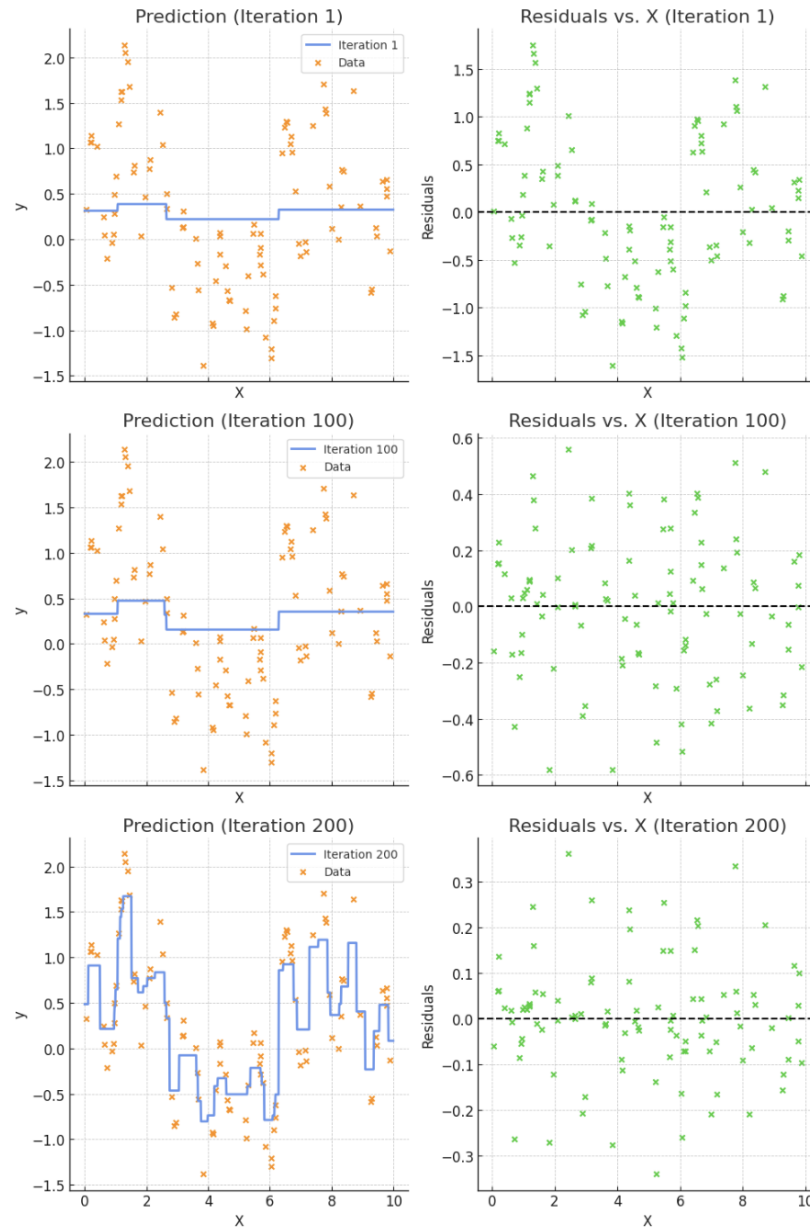 Prediction (Iteration 1)
Iteration 1
Data
2.0
1.5
1.0
0.5
0.0
−0.5
−1.0
−1.5
y
X
Residuals vs. X (Iteration 1)
1.5
1.0
0.5
0.0
−0.5
−1.0
−1.5
Residuals
X
Prediction (Iteration 100)
Iteration 100
Data
2.0
1.5
1.0
0.5
0.0
−0.5
−1.0
−1.5
y
X
Residuals vs. X (Iteration 100)
0.6
0.4
0.2
0.0
−0.2
−0.4
−0.6
Residuals
X
Prediction (Iteration 200)
Iteration 200
Data
2.0
1.5
1.0
0.5
0.0
−0.5
−1.0
−1.5
y
0 2 4 6 8 10
X
Residuals vs. X (Iteration 200)
0.3
0.2
0.1
0.0
−0.1
−0.2
−0.3
Residuals
0 2 4 6 8 10
X